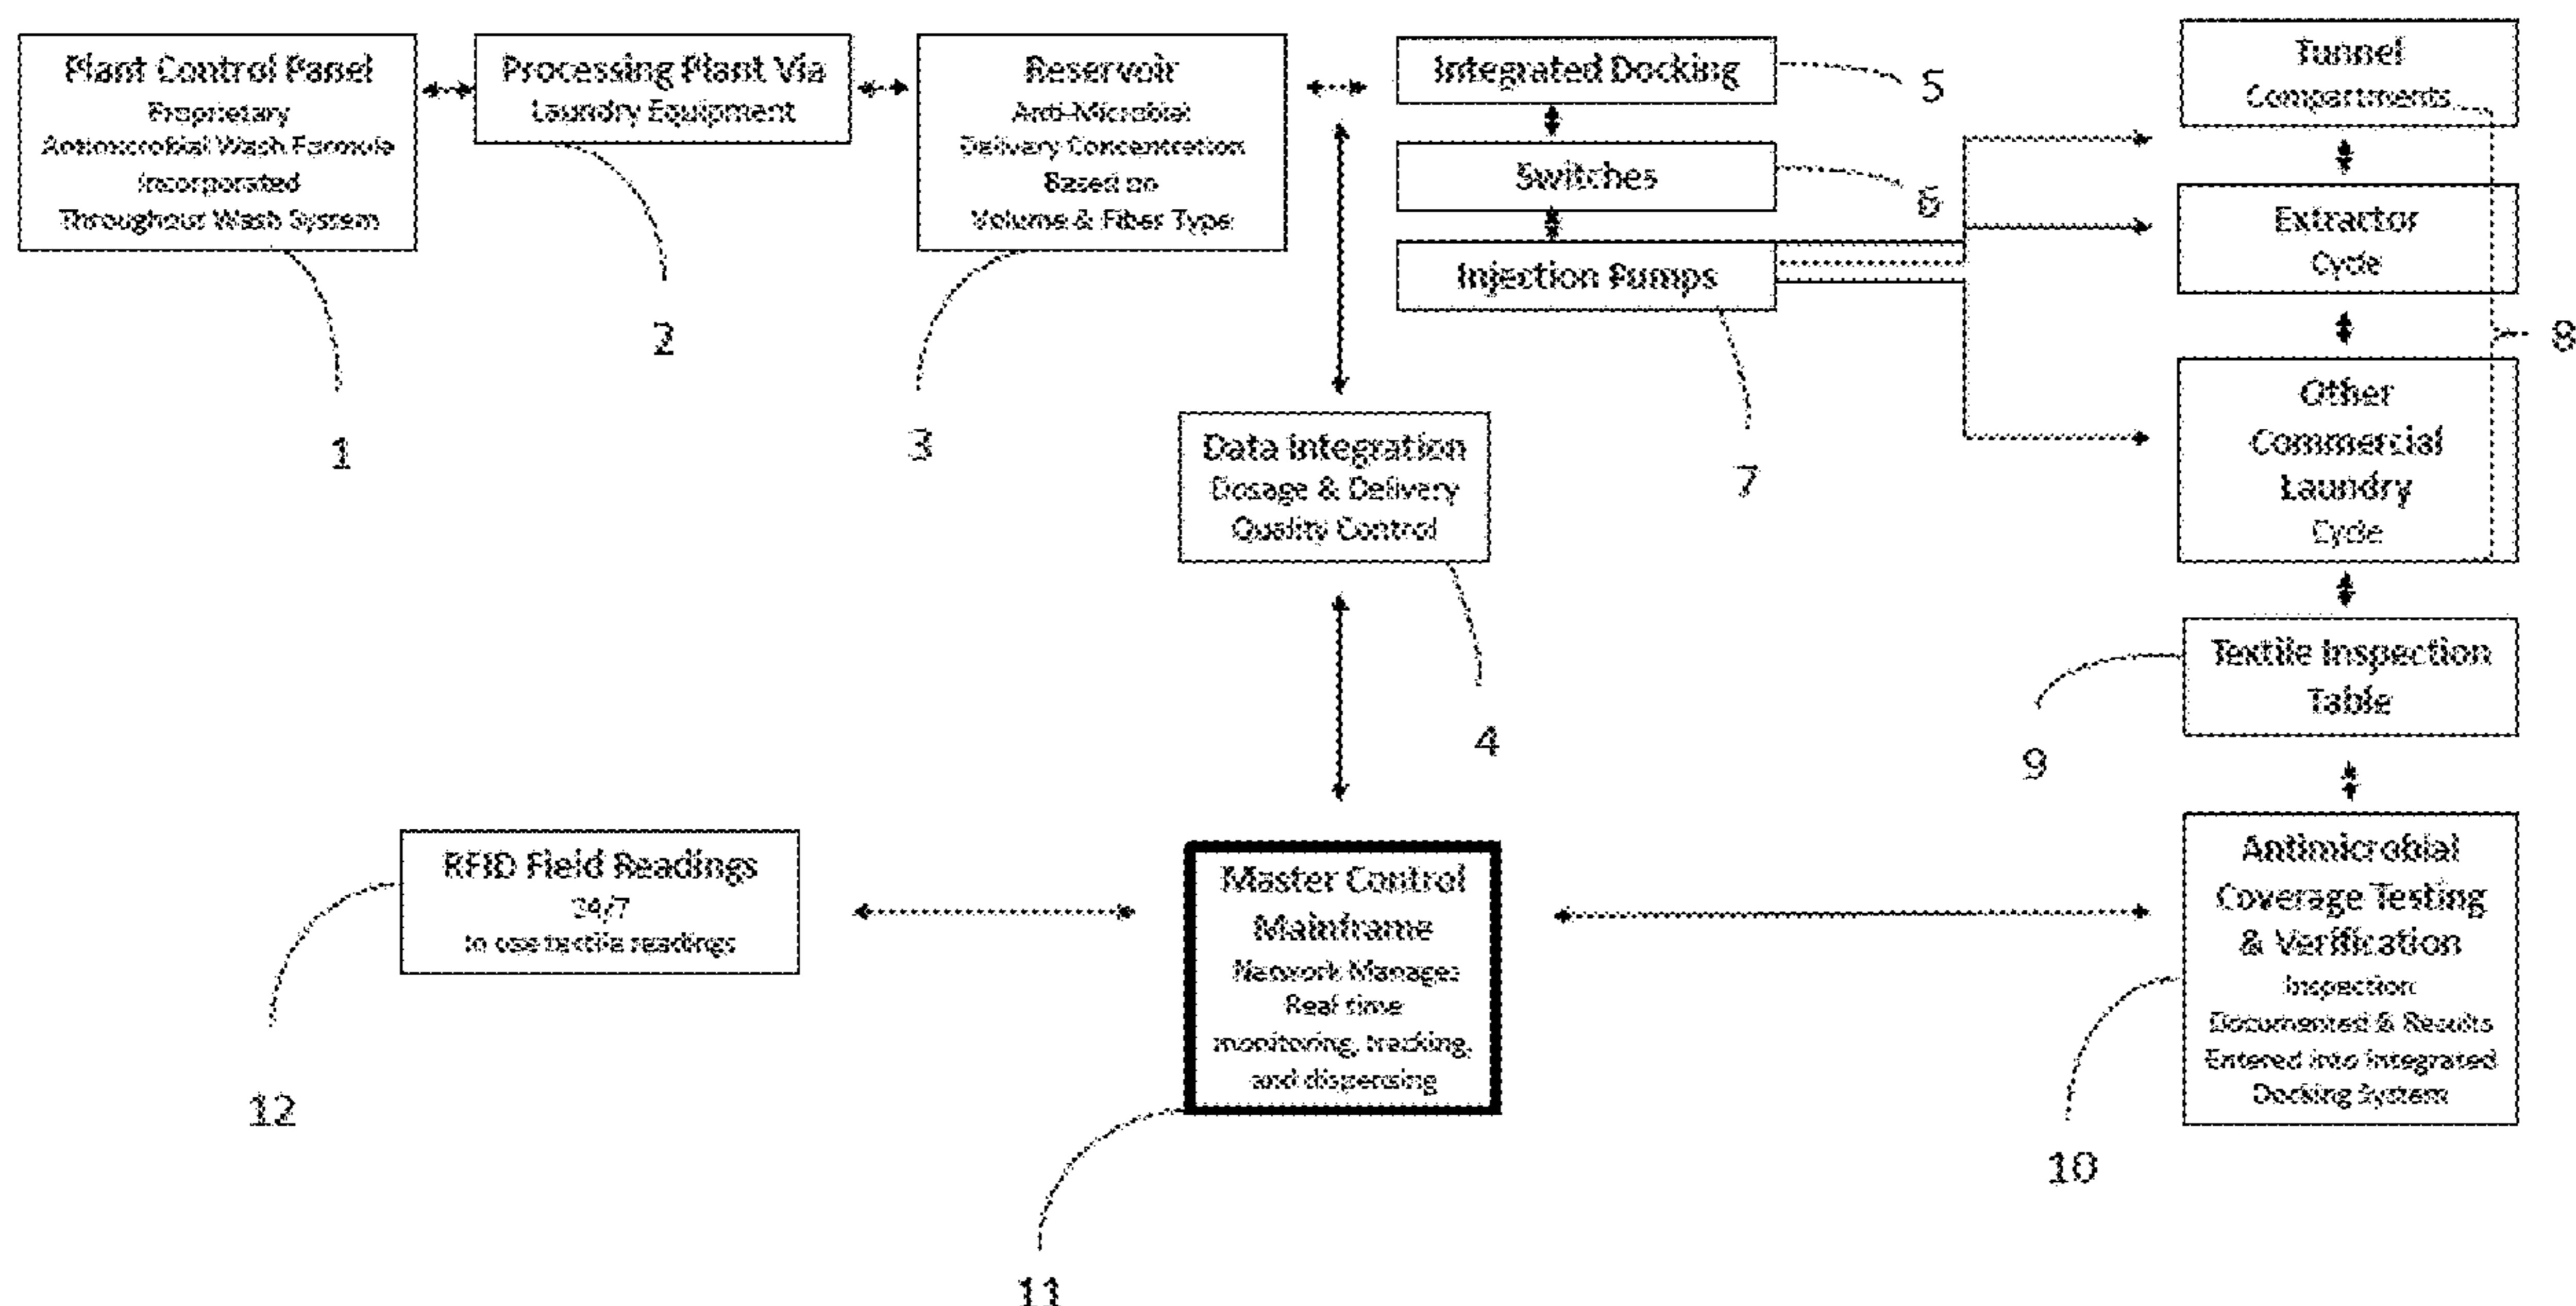 Plant Control Panel
Proprietary
Antimicrobial Wash Formula
Incorporated
Throughout Wash System
1
Processing Plant Via
Laundry Equipment
2
Reservoir
Anti-Microbial
Delivery Concentration
Based on
Volume & Fiber Type
3
Integrated Docking
5
Switches
6
Injection Pumps
7
Tunnel
Compartments
Extractor
Cycle
Other
Commercial
Laundry
Cycle
8
Data Integration
Dosage & Delivery
Quality Control
4
Textile Inspection
Table
9
RFID Field Readings
24/7
In use textile readings
12
Master Control
Mainframe
Network Manages
Real time
monitoring, tracking,
and dispensing
11
Antimicrobial
Coverage Testing
& Verification
Inspection
Documented & Results
Entered into Integrated
Docking System
10